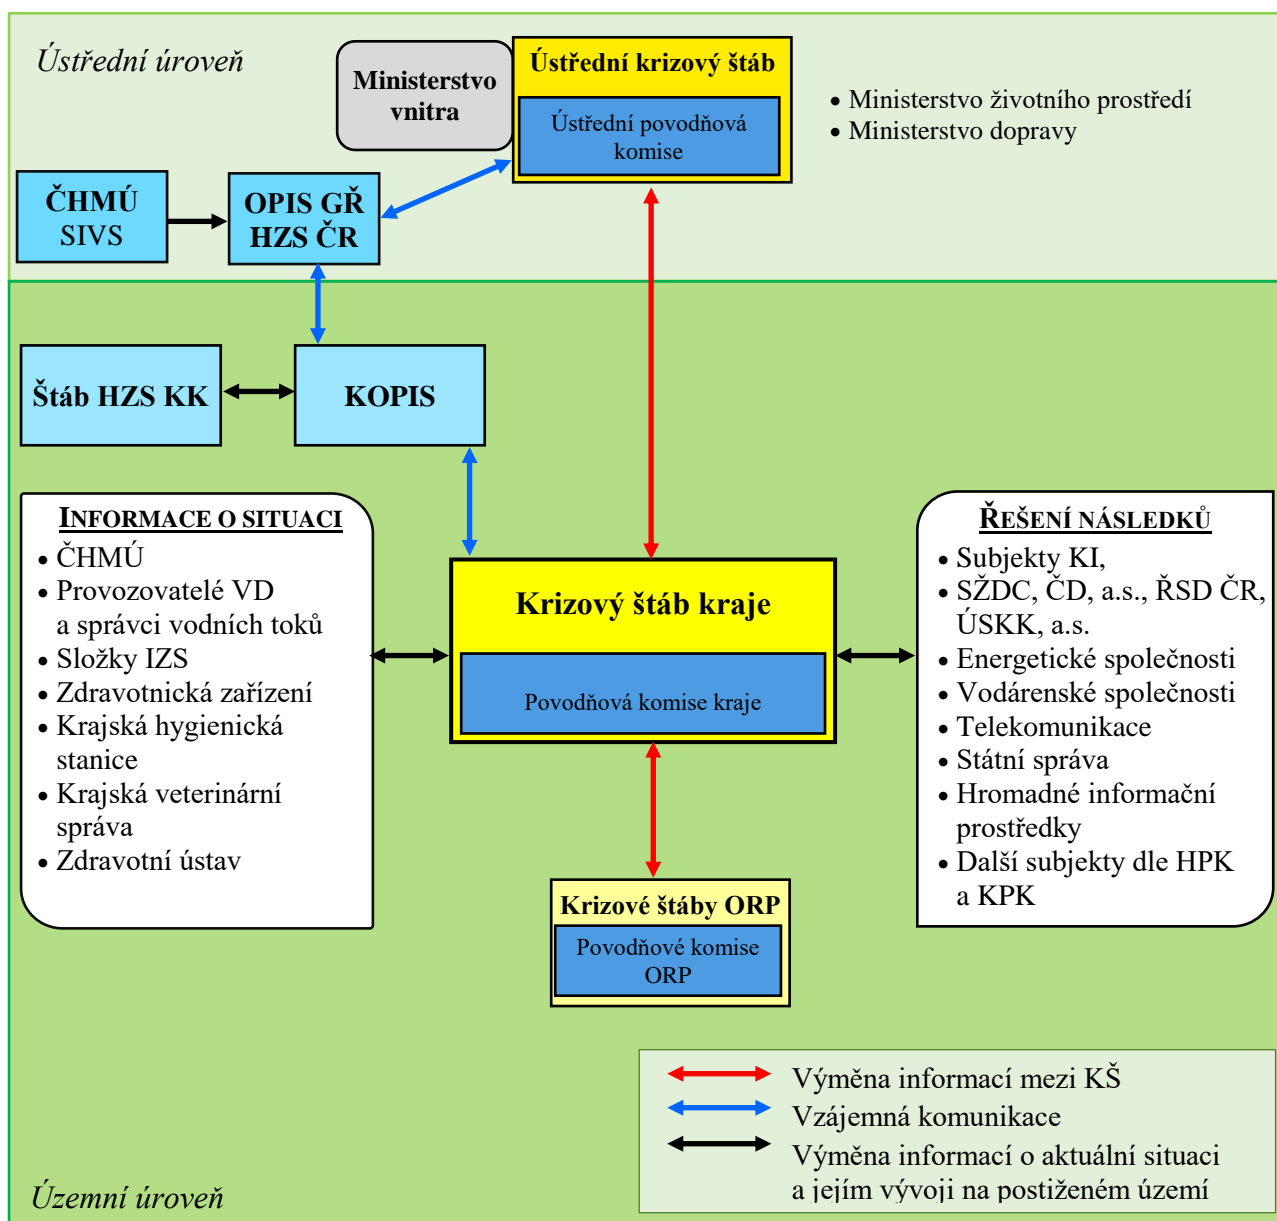 Ústřední úroveň
Ministerstvo
vnitra
Ústřední krizový štáb
Ústřední povodňová
komise
• Ministerstvo životního prostředí
• Ministerstvo dopravy
ČHMÚ
SIVS
OPIS GŘ
HZS ČR
Štáb HZS KK
KOPIS
INFORMACE O SITUACI
• ČHMÚ
• Provozovatelé VD
a správci vodních toků
• Složky IZS
• Zdravotnická zařízení
• Krajská hygienická
stanice
• Krajská veterinární
správa
• Zdravotní ústav
Krizový štáb kraje
Povodňová komise kraje
ŘEŠENÍ NÁSLEDKŮ
• Subjekty KI,
• SŽDC, ČD, a.s., ŘSD ČR,
ÚSKK, a.s.
• Energetické společnosti
• Vodárenské společnosti
• Telekomunikace
• Státní správa
• Hromadné informační
prostředky
• Další subjekty dle HPK
a KPK
Krizové štáby ORP
Povodňové komise
ORP
Výměna informací mezi KŠ
Vzájemná komunikace
Výměna informací o aktuální situaci
a jejím vývoji na postiženém území
Územní úroveň